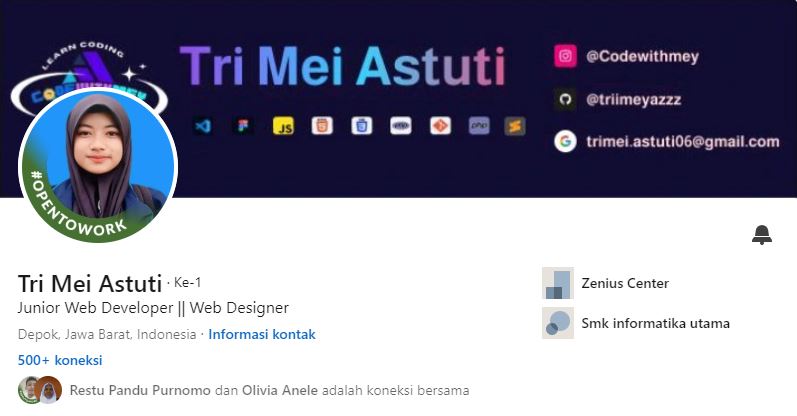 LEARN CODING
CODEWITHMEY
Tri Mei Astuti
@Codewithmey
@triimeyazzz
JS
php
trimei.astuti06@gmail.com
#OPENTOWORK
Tri Mei Astuti · Ke-1
Junior Web Developer || Web Designer
Depok, Jawa Barat, Indonesia · Informasi kontak
500+ koneksi
Restu Pandu Purnomo dan Olivia Anele adalah koneksi bersama
Zenius Center
Smk informatika utama